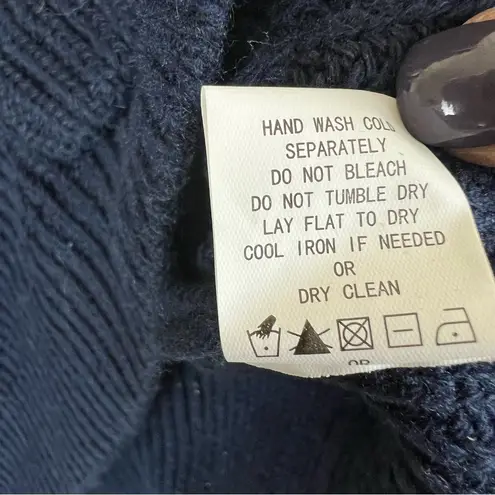 HAND WASH COLD
SEPARATELY
DO NOT BLEACH
DO NOT TUMBLE DRY
LAY FLAT TO DRY
COOL IRON IF NEEDED
OR
DRY CLEAN
OR